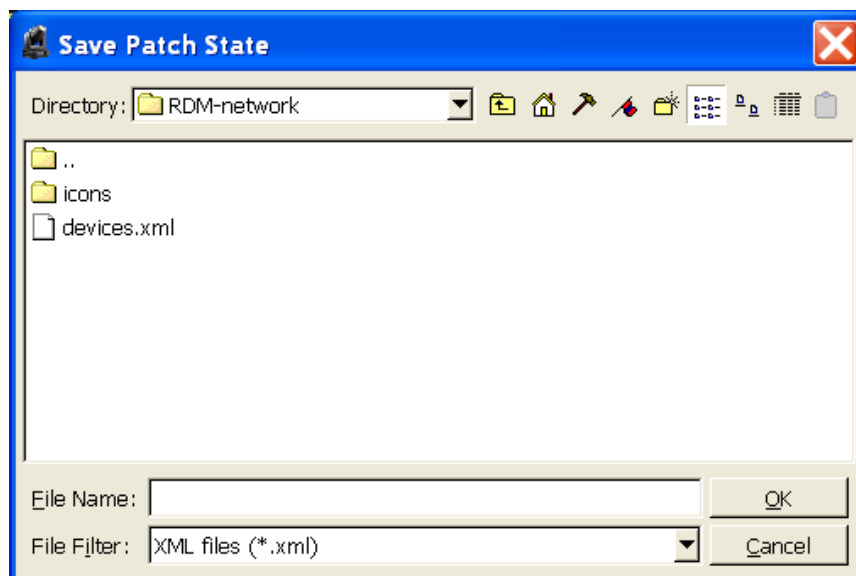 Save Patch State
Directory: RDM-network
..
icons
devices.xml
File Name: OK
File Filter: XML files (*.xml) Cancel